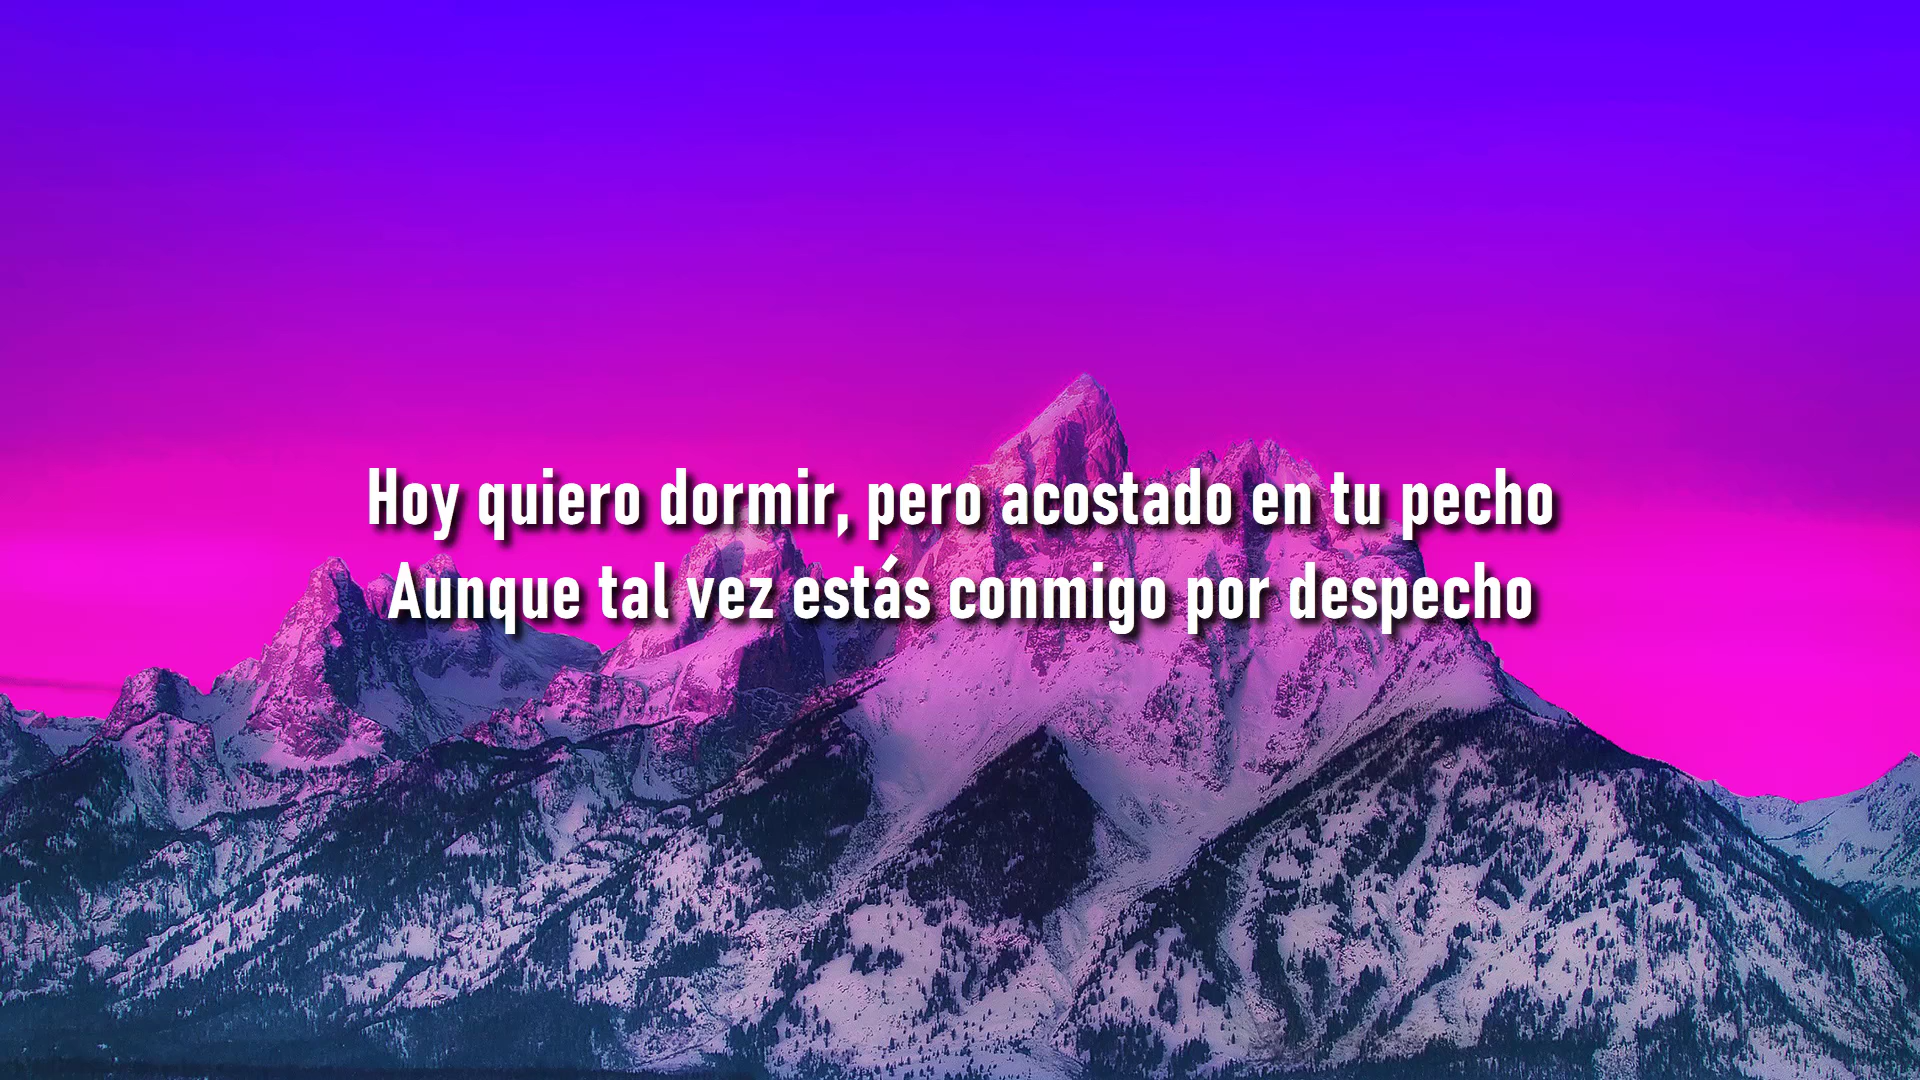 Hoy quiero dormir, pero acostado en tu pecho
Aunque tal vez estás conmigo por despecho